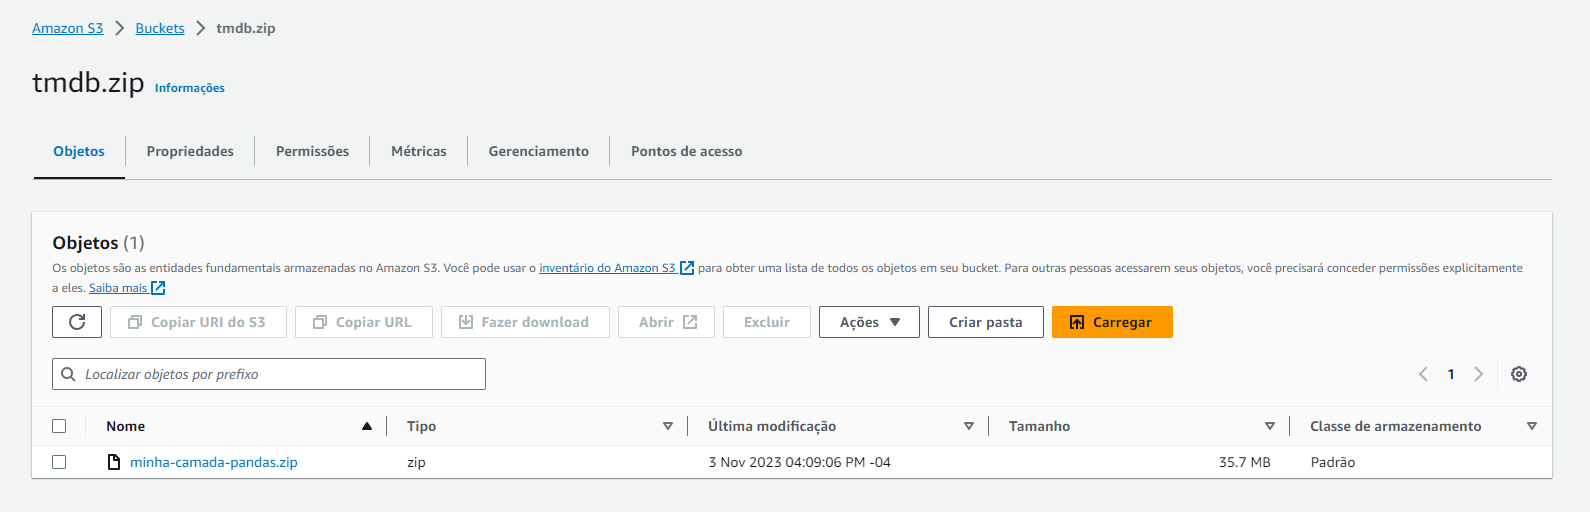 Amazon S3 > Buckets > tmdb.zip
tmdb.zip Informações
Objetos Propriedades Permissões Métricas Gerenciamento Pontos de acesso
Objetos (1)
Os objetos são as entidades fundamentais armazenadas no Amazon S3. Você pode usar o inventário do Amazon S3 para obter uma lista de todos os objetos em seu bucket. Para outras pessoas acessarem seus objetos, você precisará conceder permissões explicitamente
a eles. Saiba mais
Copiar URI do S3 Copiar URL Fazer download Abrir Excluir Ações Criar pasta Carregar
Localizar objetos por prefixo 1
Nome Tipo Última modificação Tamanho Classe de armazenamento
minha-camada-pandas.zip zip 3 Nov 2023 04:09:06 PM -04 35.7 MB Padrão